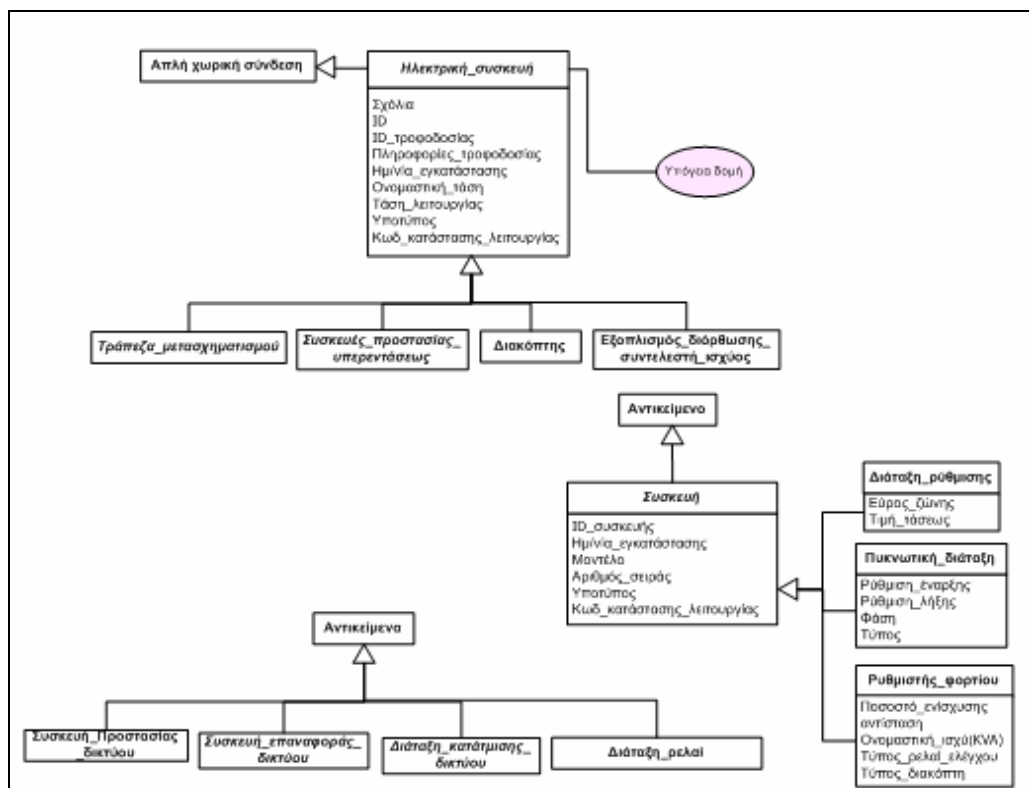 Απλή χωρική σύνδεση
Ηλεκτρική_συσκευή
Σχόλια
ID
ID_τροφοδοσίας
Πληροφορίες_τροφοδοσίας
Ημ/νία_εγκατάστασης
Ονομαστική_τάση
Τάση_λειτουργίας
Υποτύπος
Κωδ_κατάστασης_λειτουργίας
Υπόγεια δομή
Τράπεζα_μετασχηματισμού
Συσκευές_προστασίας_
υπερεντάσεως
Διακόπτης
Εξοπλισμός_διόρθωσης_
συντελεστή_ισχύος
Αντικείμενο
Συσκευή
ID_συσκευής
Ημ/νία_εγκατάστασης
Μοντέλο
Αριθμός_σειράς
Υποτύπος
Κωδ_κατάστασης_λειτουργίας
Διάταξη_ρύθμισης
Εύρος_ζώνης
Τιμή_τάσεως
Πυκνωτική_διάταξη
Ρύθμιση_έναρξης
Ρύθμιση_λήξης
Φάση
Τύπος
Ρυθμιστής_φορτίου
Ποσοστό_ενίσχυσης
αντίσταση
Ονομαστική_ισχύ(KVA)
Τύπος_ρελαί_ελέγχου
Τύπος_διακόπτη
Αντικείμενα
Συσκευή_Προστασίας_
δικτύου
Συσκευή_επαναφοράς_
δικτύου
Διάταξη_κατάτμισης_
δικτύου
Διάταξη_ρελαί